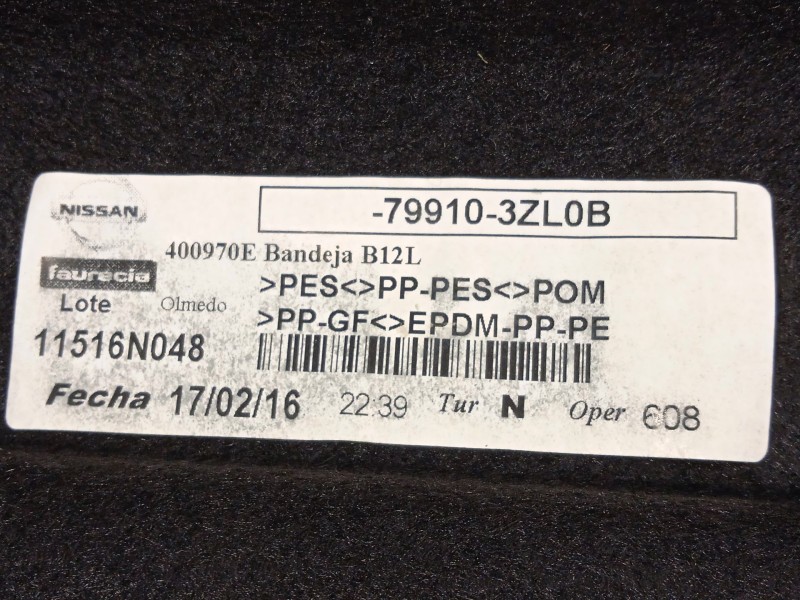 NISSAN
-79910-3ZL0B
400970E Bandeja B12L
faurecia
>PES<>PP-PES<>POM
Lote Olmedo
>PP-GF<>EPDM-PP-PE
11516N048
Fecha 17/02/16 22:39 Tur N Oper 608